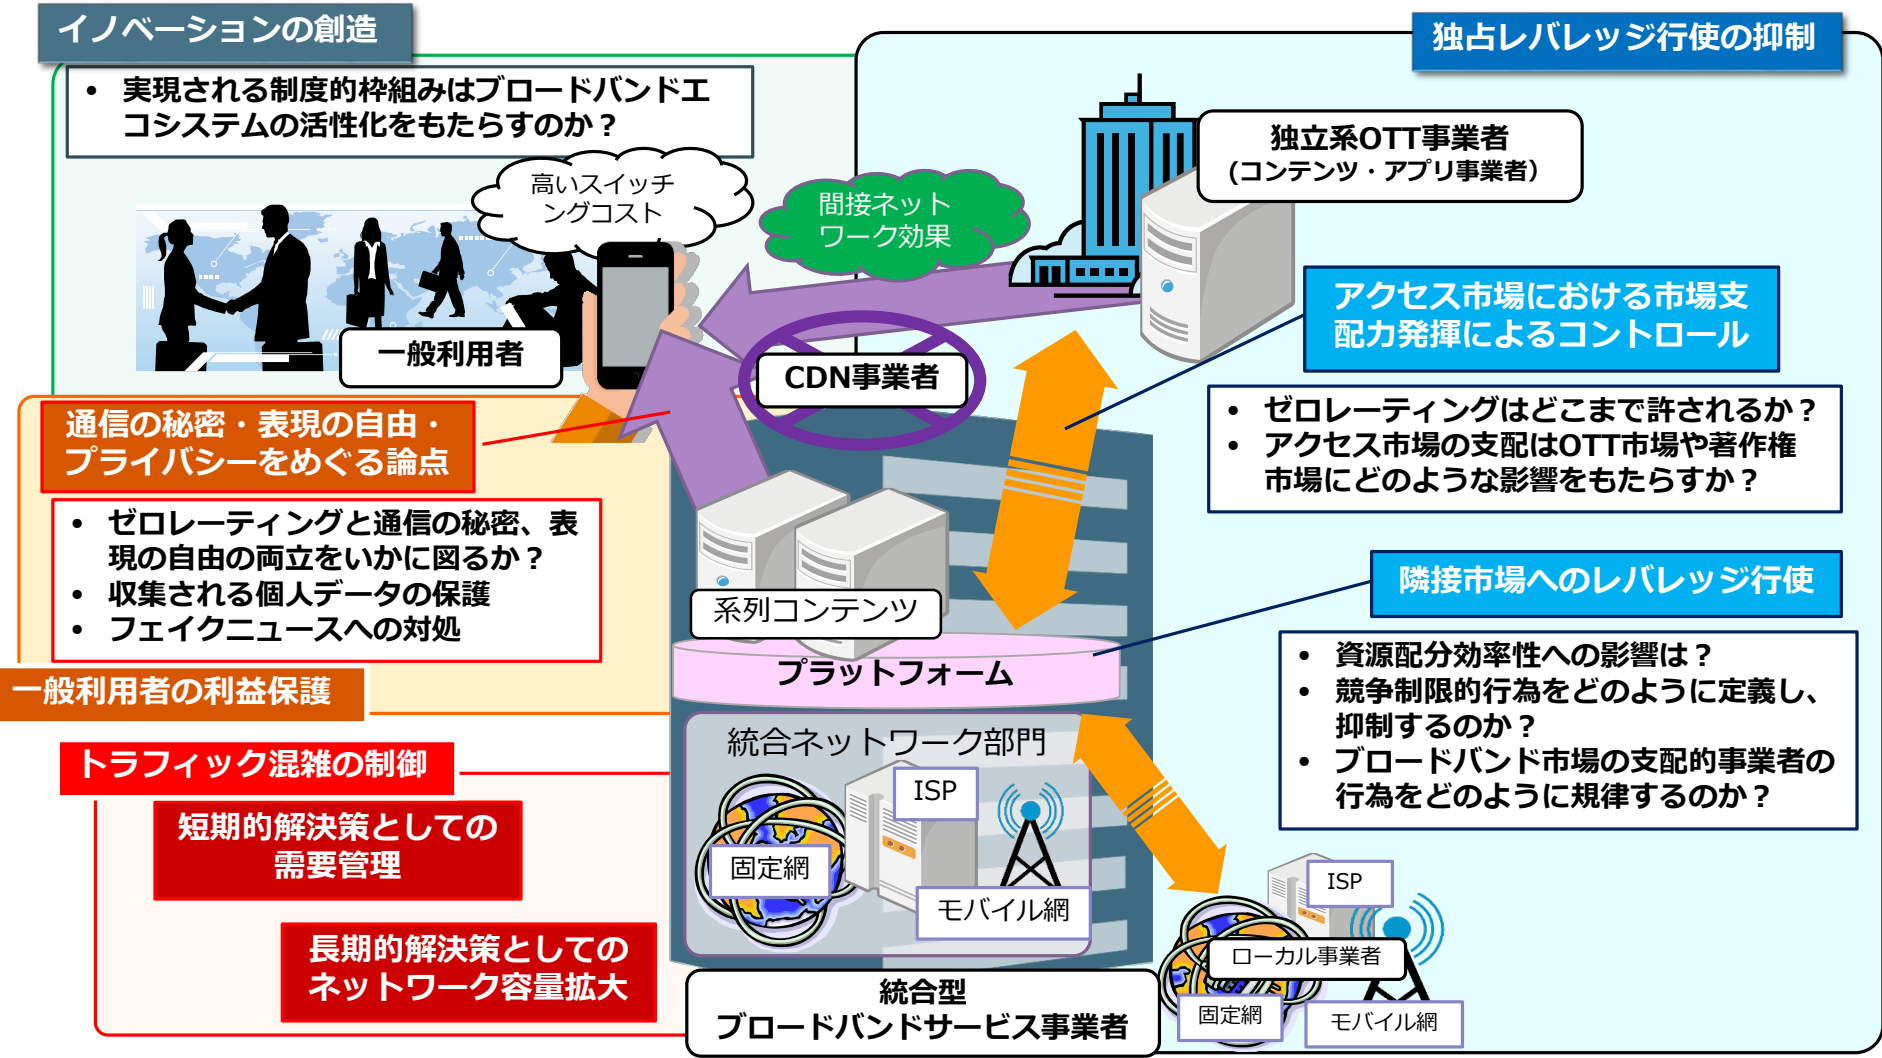 イノベーションの創造
独占レバレッジ行使の抑制
• 実現される制度的枠組みはブロードバンドエ
コシステムの活性化をもたらすのか？
独立系OTT事業者
(コンテンツ・アプリ事業者）
高いスイッチ
ングコスト
間接ネット
ワーク効果
アクセス市場における市場支
配力発揮によるコントロール
一般利用者
CDN事業者
• ゼロレーティングはどこまで許されるか？
• アクセス市場の支配はOTT市場や著作権
市場にどのような影響をもたらすか？
通信の秘密・表現の自由・
プライバシーをめぐる論点
• ゼロレーティングと通信の秘密、表
現の自由の両立をいかに図るか？
• 収集される個人データの保護
• フェイクニュースへの対処
隣接市場へのレバレッジ行使
系列コンテンツ
プラットフォーム
• 資源配分効率性への影響は？
• 競争制限的行為をどのように定義し、
抑制するのか？
• ブロードバンド市場の支配的事業者の
行為をどのように規律するのか？
一般利用者の利益保護
統合ネットワーク部門
トラフィック混雑の制御
ISP
短期的解決策としての
需要管理
固定網
モバイル網
ISP
長期的解決策としての
ネットワーク容量拡大
ローカル事業者
統合型
ブロードバンドサービス事業者
固定網
モバイル網